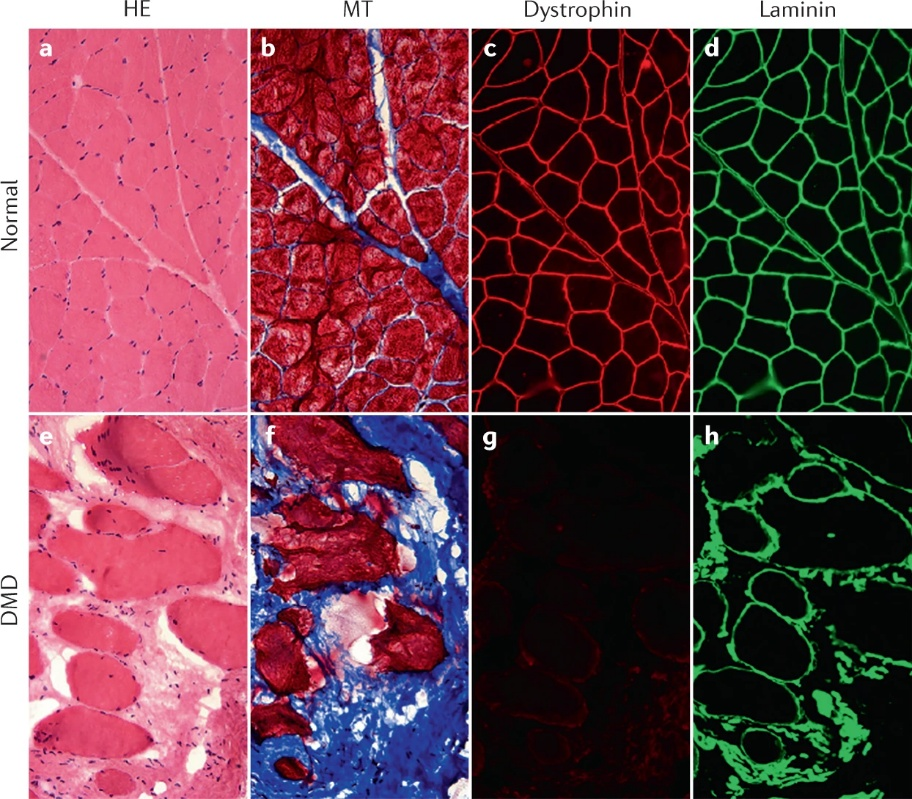 HE MT Dystrophin Laminin
Normal
a b c d
DMD
e f g h